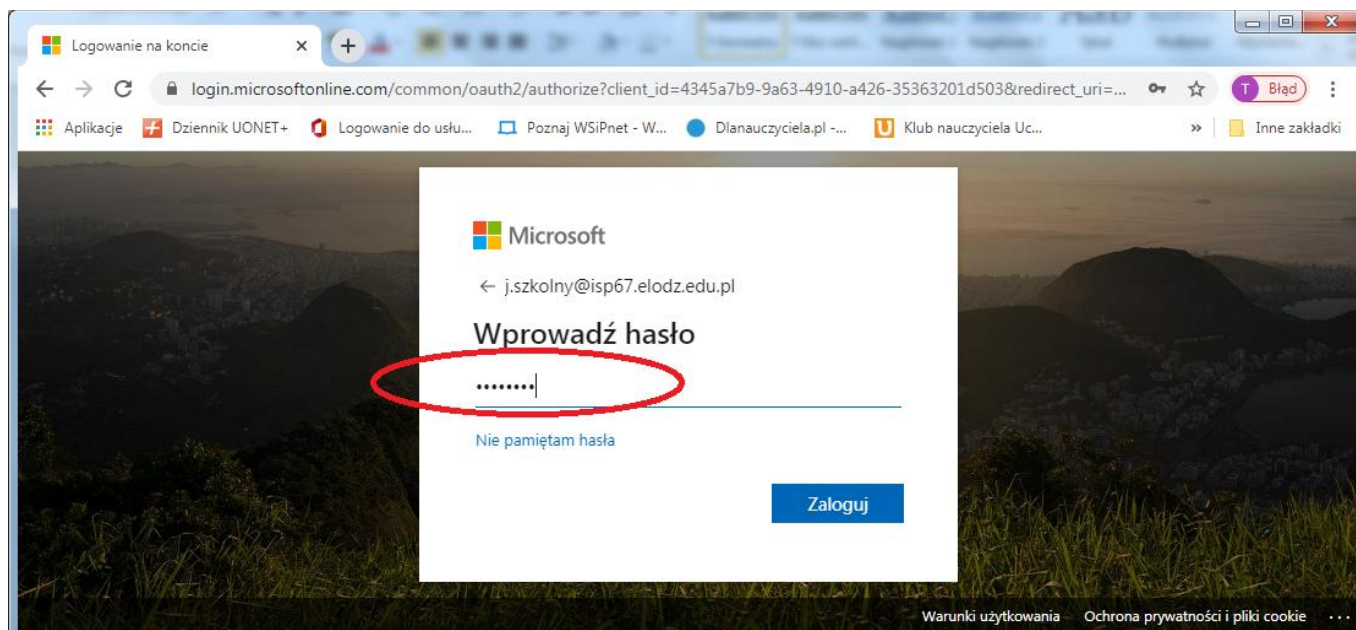 Logowanie na koncie
login.microsoftonline.com/common/oauth2/authorize?client_id=4345a7b9-9a63-4910-a426-35363201d503&redirect_uri=...
T Błąd
Aplikacje Dziennik UONET+ Logowanie do usłu... Poznaj WSiPnet - W... Dlanauczyciela.pl -... Klub nauczyciela Uc... » Inne zakładki
Microsoft
← j.szkolny@isp67.elodz.edu.pl
Wprowadź hasło
••••••••
Nie pamiętam hasła
Zaloguj
Warunki użytkowania Ochrona prywatności i pliki cookie ...